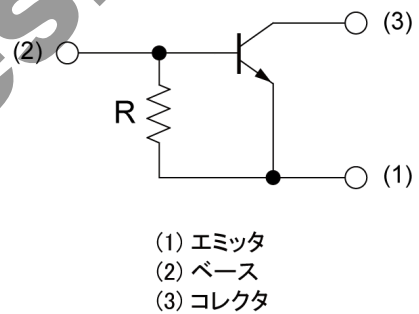 (3)
(2)
R
(1)
(1) エミッタ
(2) ベース
(3) コレクタ